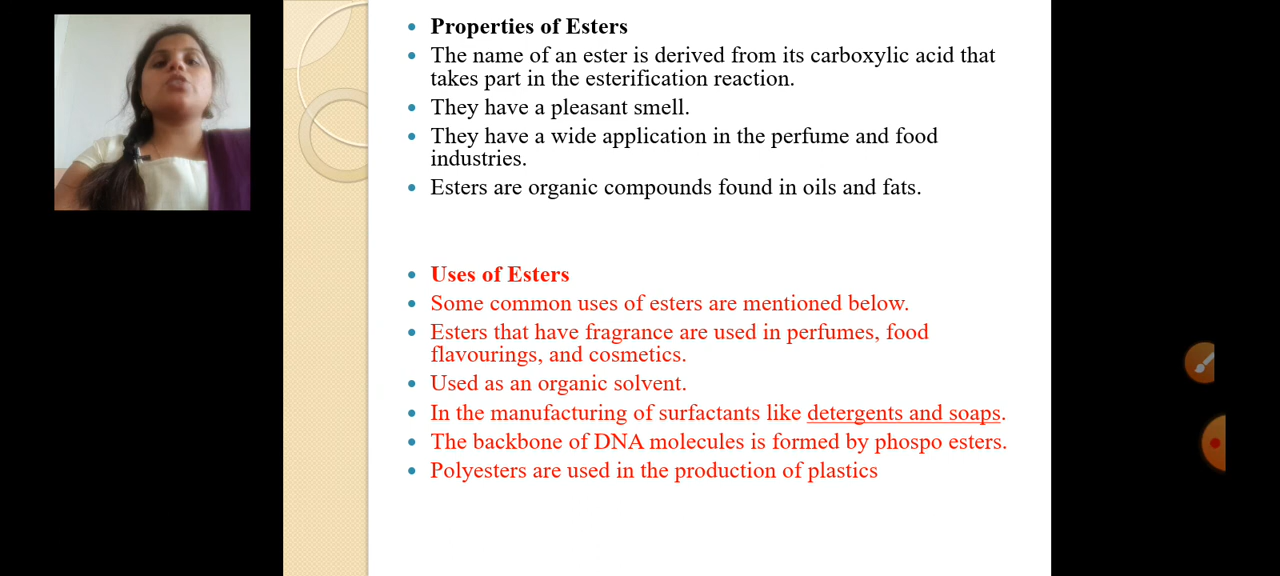 Properties of Esters
The name of an ester is derived from its carboxylic acid that
takes part in the esterification reaction.
They have a pleasant smell.
They have a wide application in the perfume and food
industries.
Esters are organic compounds found in oils and fats.
Uses of Esters
Some common uses of esters are mentioned below.
Esters that have fragrance are used in perfumes, food
flavourings, and cosmetics.
Used as an organic solvent.
In the manufacturing of surfactants like detergents and soaps.
The backbone of DNA molecules is formed by phospo esters.
Polyesters are used in the production of plastics